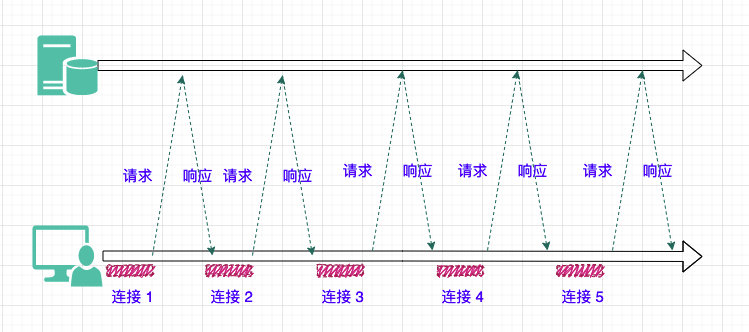 请求 响应 请求 响应 请求 响应 请求 响应 请求 响应
连接 1 连接 2 连接 3 连接 4 连接 5